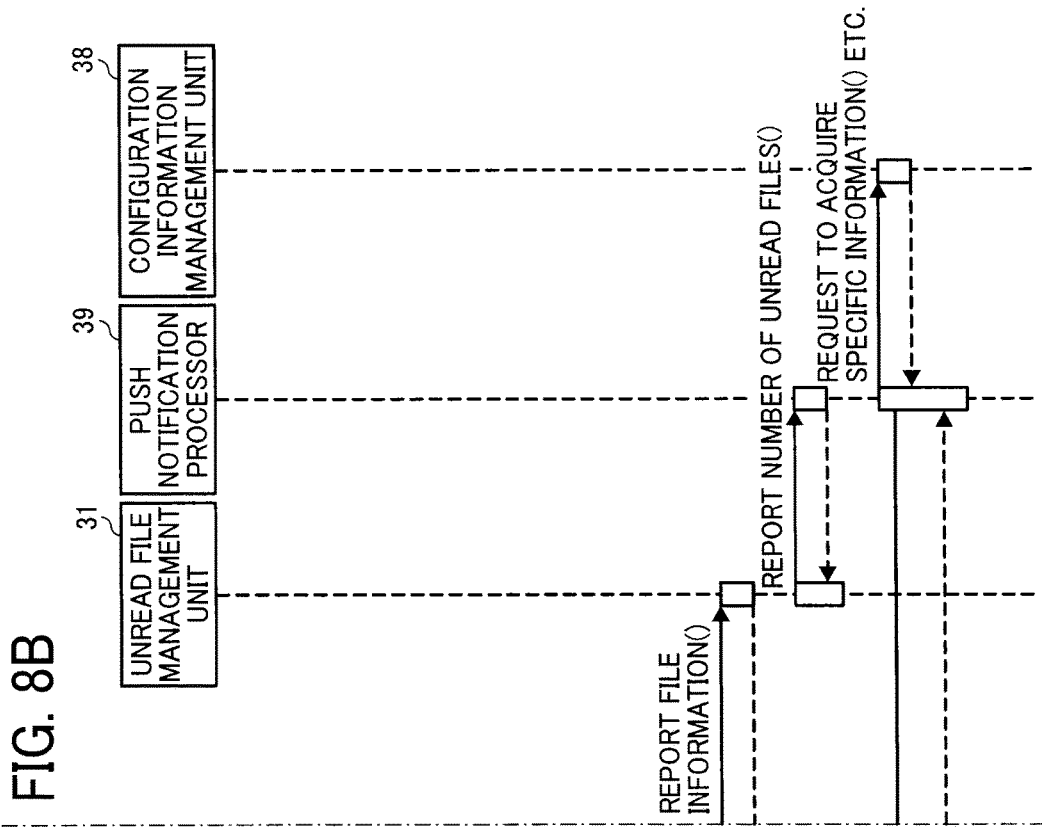 FIG. 8B
31
UNREAD FILE
MANAGEMENT
UNIT
39
PUSH
NOTIFICATION
PROCESSOR
38
CONFIGURATION
INFORMATION
MANAGEMENT UNIT
REPORT FILE
INFORMATION()
REPORT NUMBER OF UNREAD FILES()
REQUEST TO ACQUIRE
SPECIFIC INFORMATION() ETC.